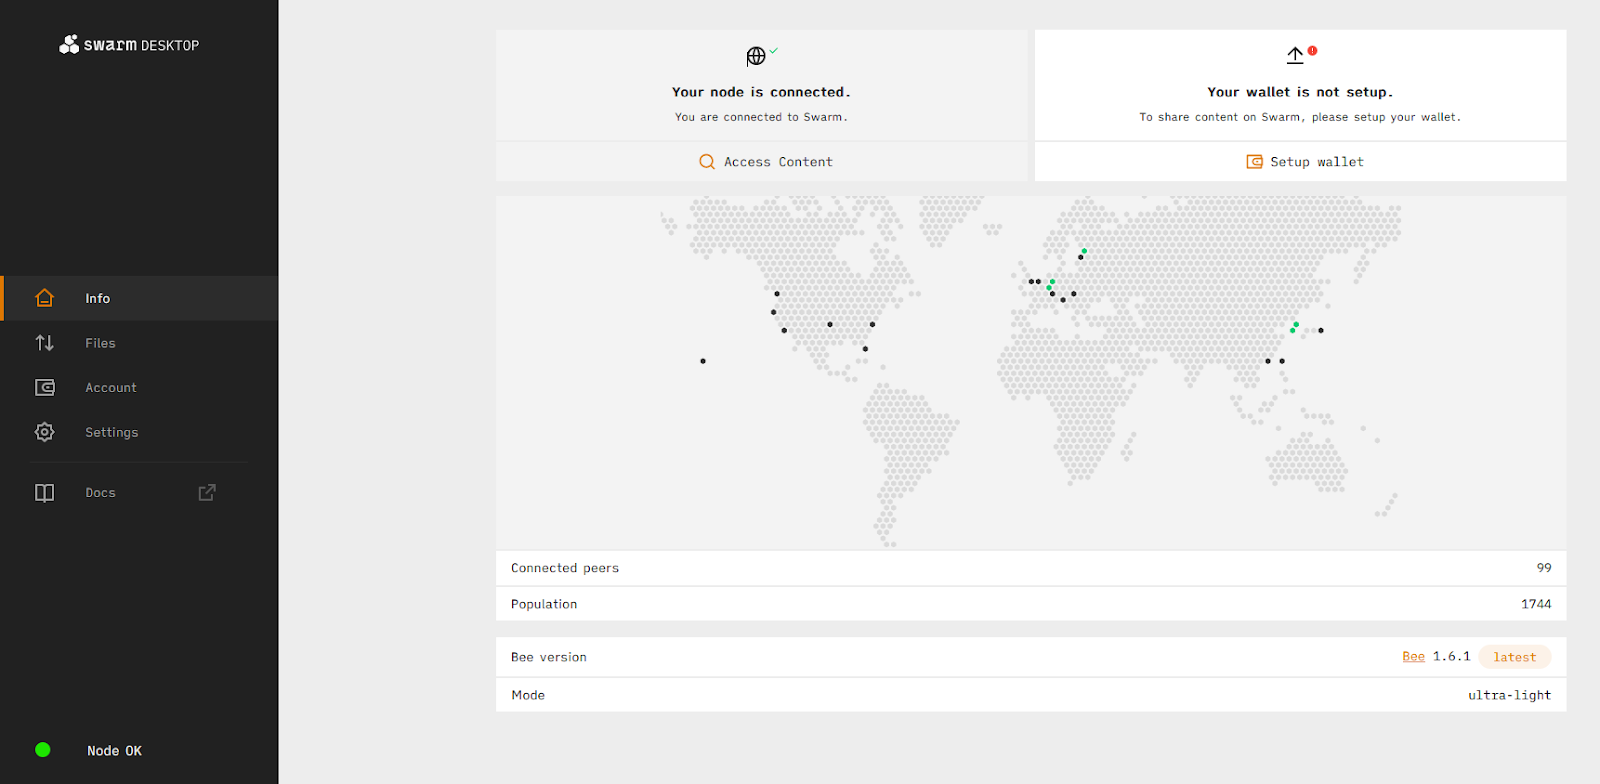 swarm DESKTOP
Info
Files
Account
Settings
Docs
Node OK
Your node is connected.
You are connected to Swarm.
Access Content
Your wallet is not setup.
To share content on Swarm, please setup your wallet.
Setup wallet
Connected peers 99
Population 1744
Bee version Bee 1.6.1 latest
Mode ultra-light